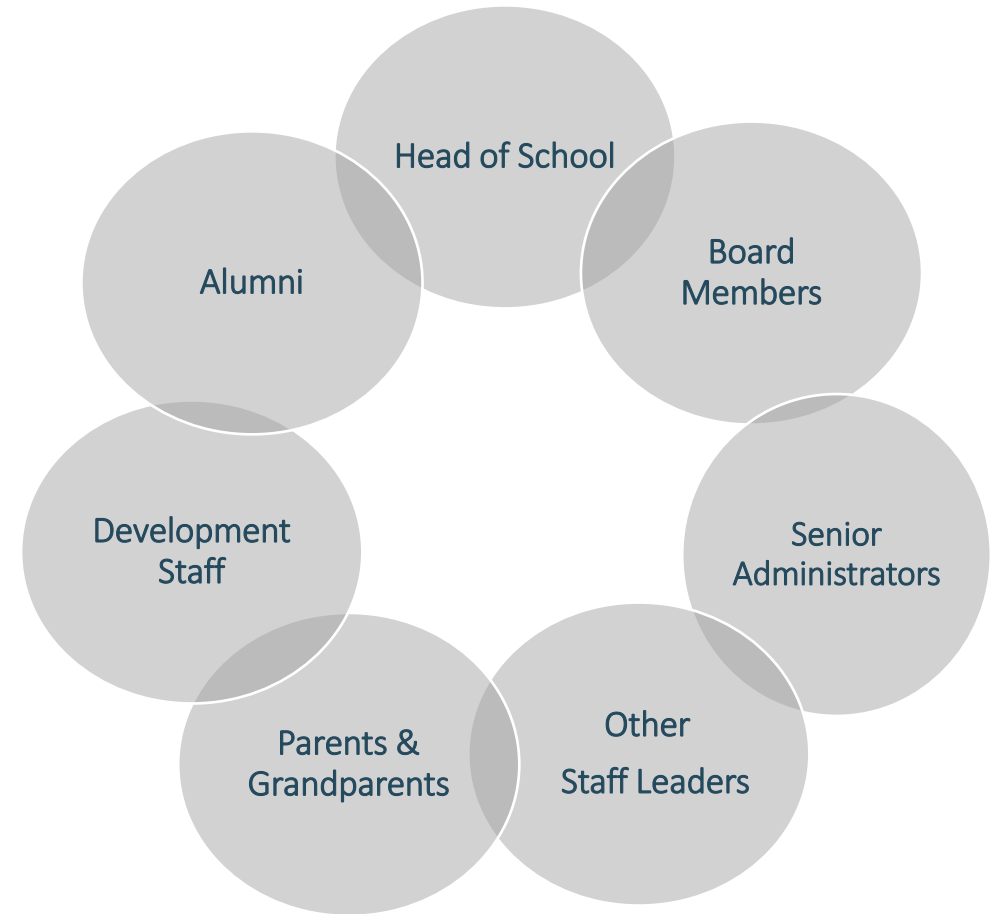 Head of School
Board
Members
Senior
Administrators
Other
Staff Leaders
Parents &
Grandparents
Development
Staff
Alumni